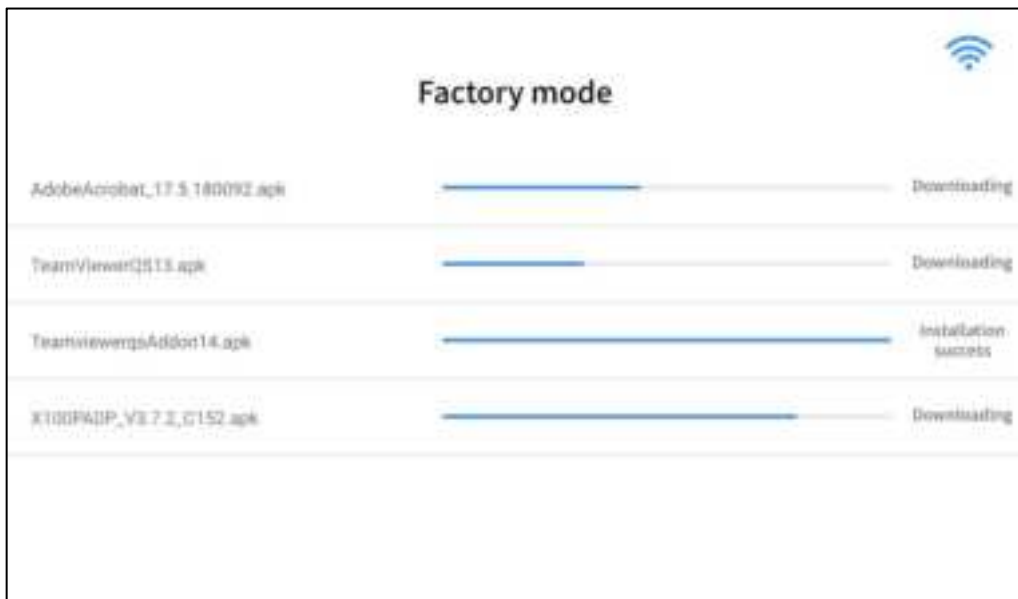 Factory mode
AdobeAcrobat_17.5.180092.apk
Downloading
TeamViewerQS13.apk
Downloading
TeamviewerqsAddon14.apk
Installation
success
X100PADP_V3.7.2_C152.apk
Downloading